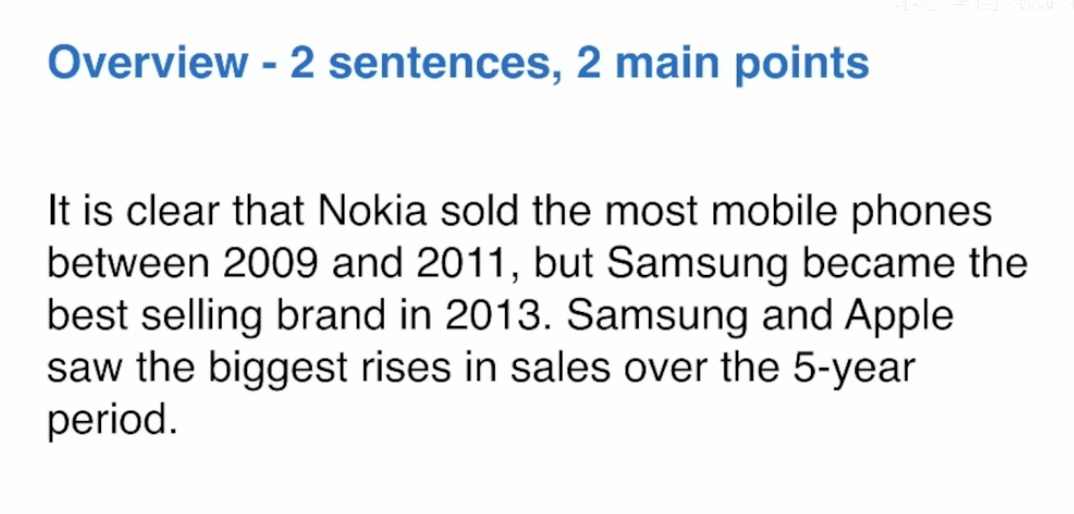 Overview - 2 sentences, 2 main points
It is clear that Nokia sold the most mobile phones
between 2009 and 2011, but Samsung became the
best selling brand in 2013. Samsung and Apple
saw the biggest rises in sales over the 5-year
period.